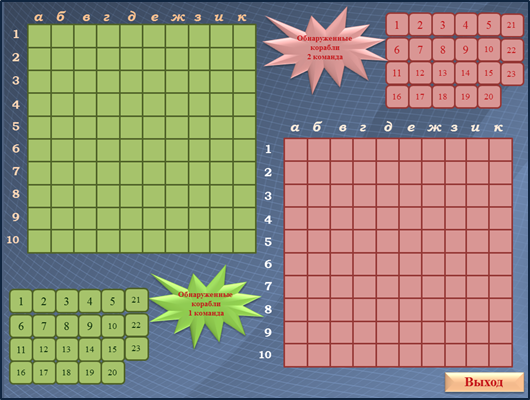 а б в г д е ж з и к
1
2
3
4
5
6
7
8
9
10
Обнаруженные
корабли
2 команда
1 2 3 4 5 21
6 7 8 9 10 22
11 12 13 14 15 23
16 17 18 19 20
а б в г д е ж з и к
1
2
3
4
5
6
7
8
9
10
1 2 3 4 5 21
6 7 8 9 10 22
11 12 13 14 15 23
16 17 18 19 20
Обнаруженные
корабли
1 команда
Выход